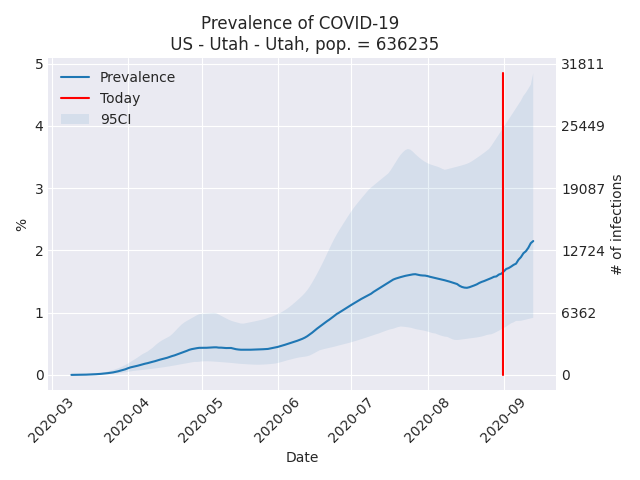 Prevalence of COVID-19
US - Utah - Utah, pop. = 636235
Prevalence
Today
95CI
5
4
3
2
1
0
%
31811
25449
19087
12724
6362
0
# of infections
2020-03
2020-04
2020-05
2020-06
2020-07
2020-08
2020-09
Date